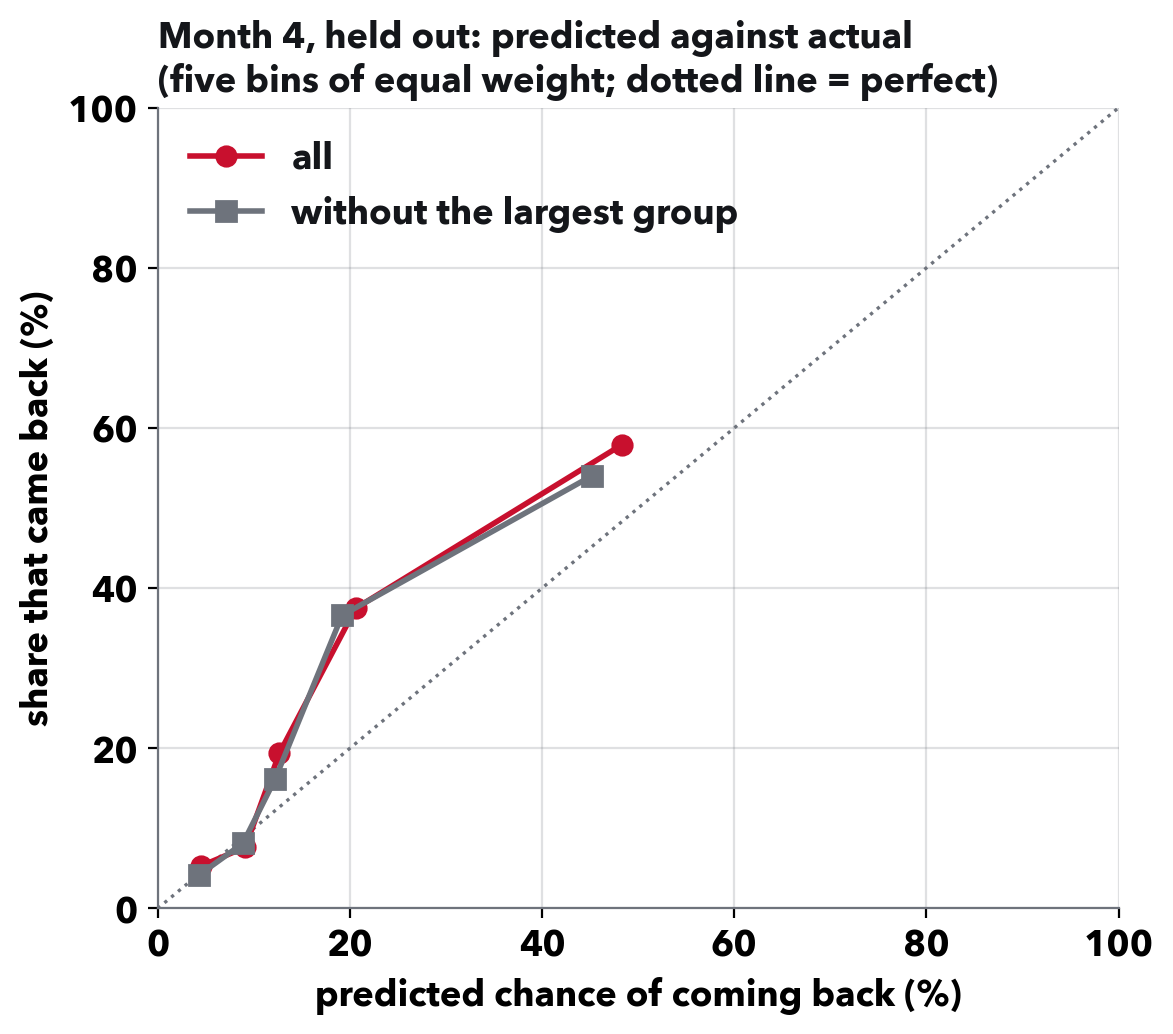 Month 4, held out: predicted against actual
(five bins of equal weight; dotted line = perfect)
100
all
without the largest group
80
60
40
20
0
share that came back (%)
0 20 40 60 80 100
predicted chance of coming back (%)